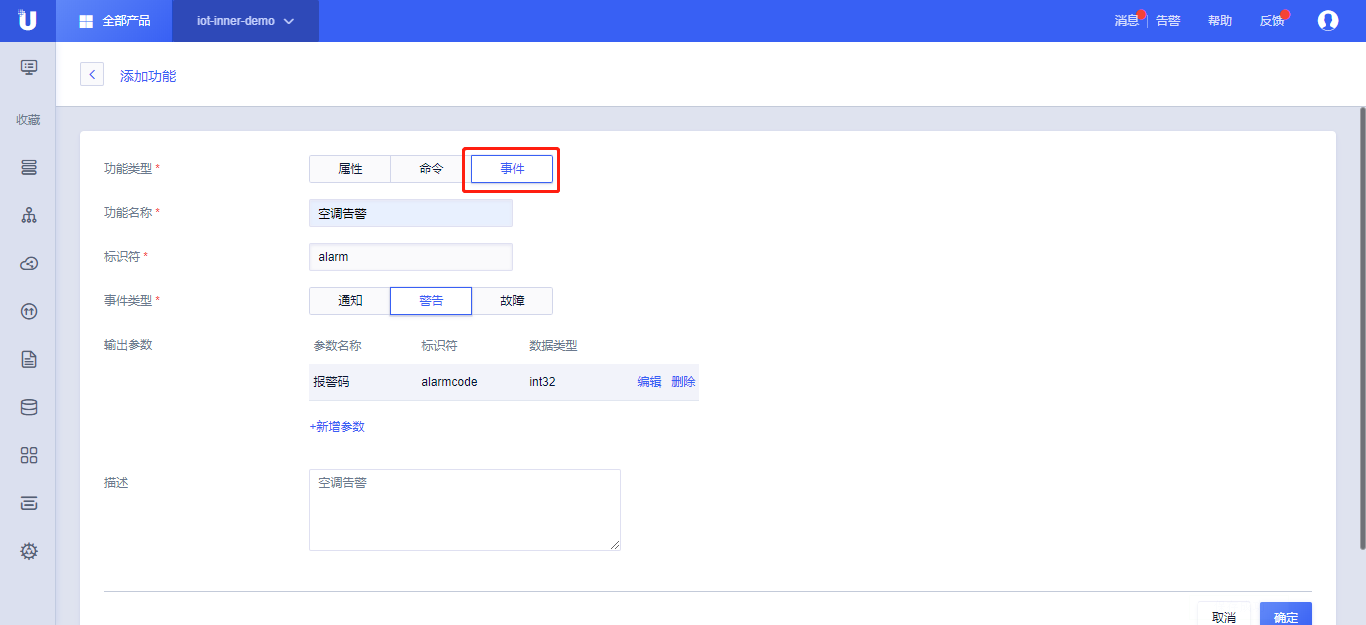 全部产品 iot-inner-demo 消息 告警 帮助 反馈
添加功能
收藏
功能类型 * 属性 命令 事件
功能名称 * 空调告警
标识符 * alarm
事件类型 * 通知 警告 故障
输出参数 参数名称 标识符 数据类型
报警码 alarmcode int32 编辑 删除
+新增参数
描述 空调告警
取消 确定